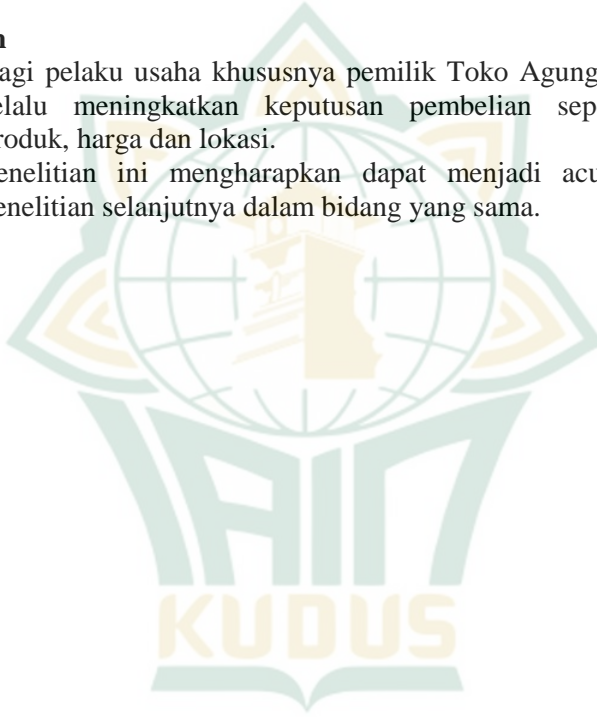 n
agi pelaku usaha khususnya pemilik Toko Agung
elalu meningkatkan keputusan pembelian sep
roduk, harga dan lokasi.
enelitian ini mengharapkan dapat menjadi acu
enelitian selanjutnya dalam bidang yang sama.
IAIN
KUDUS